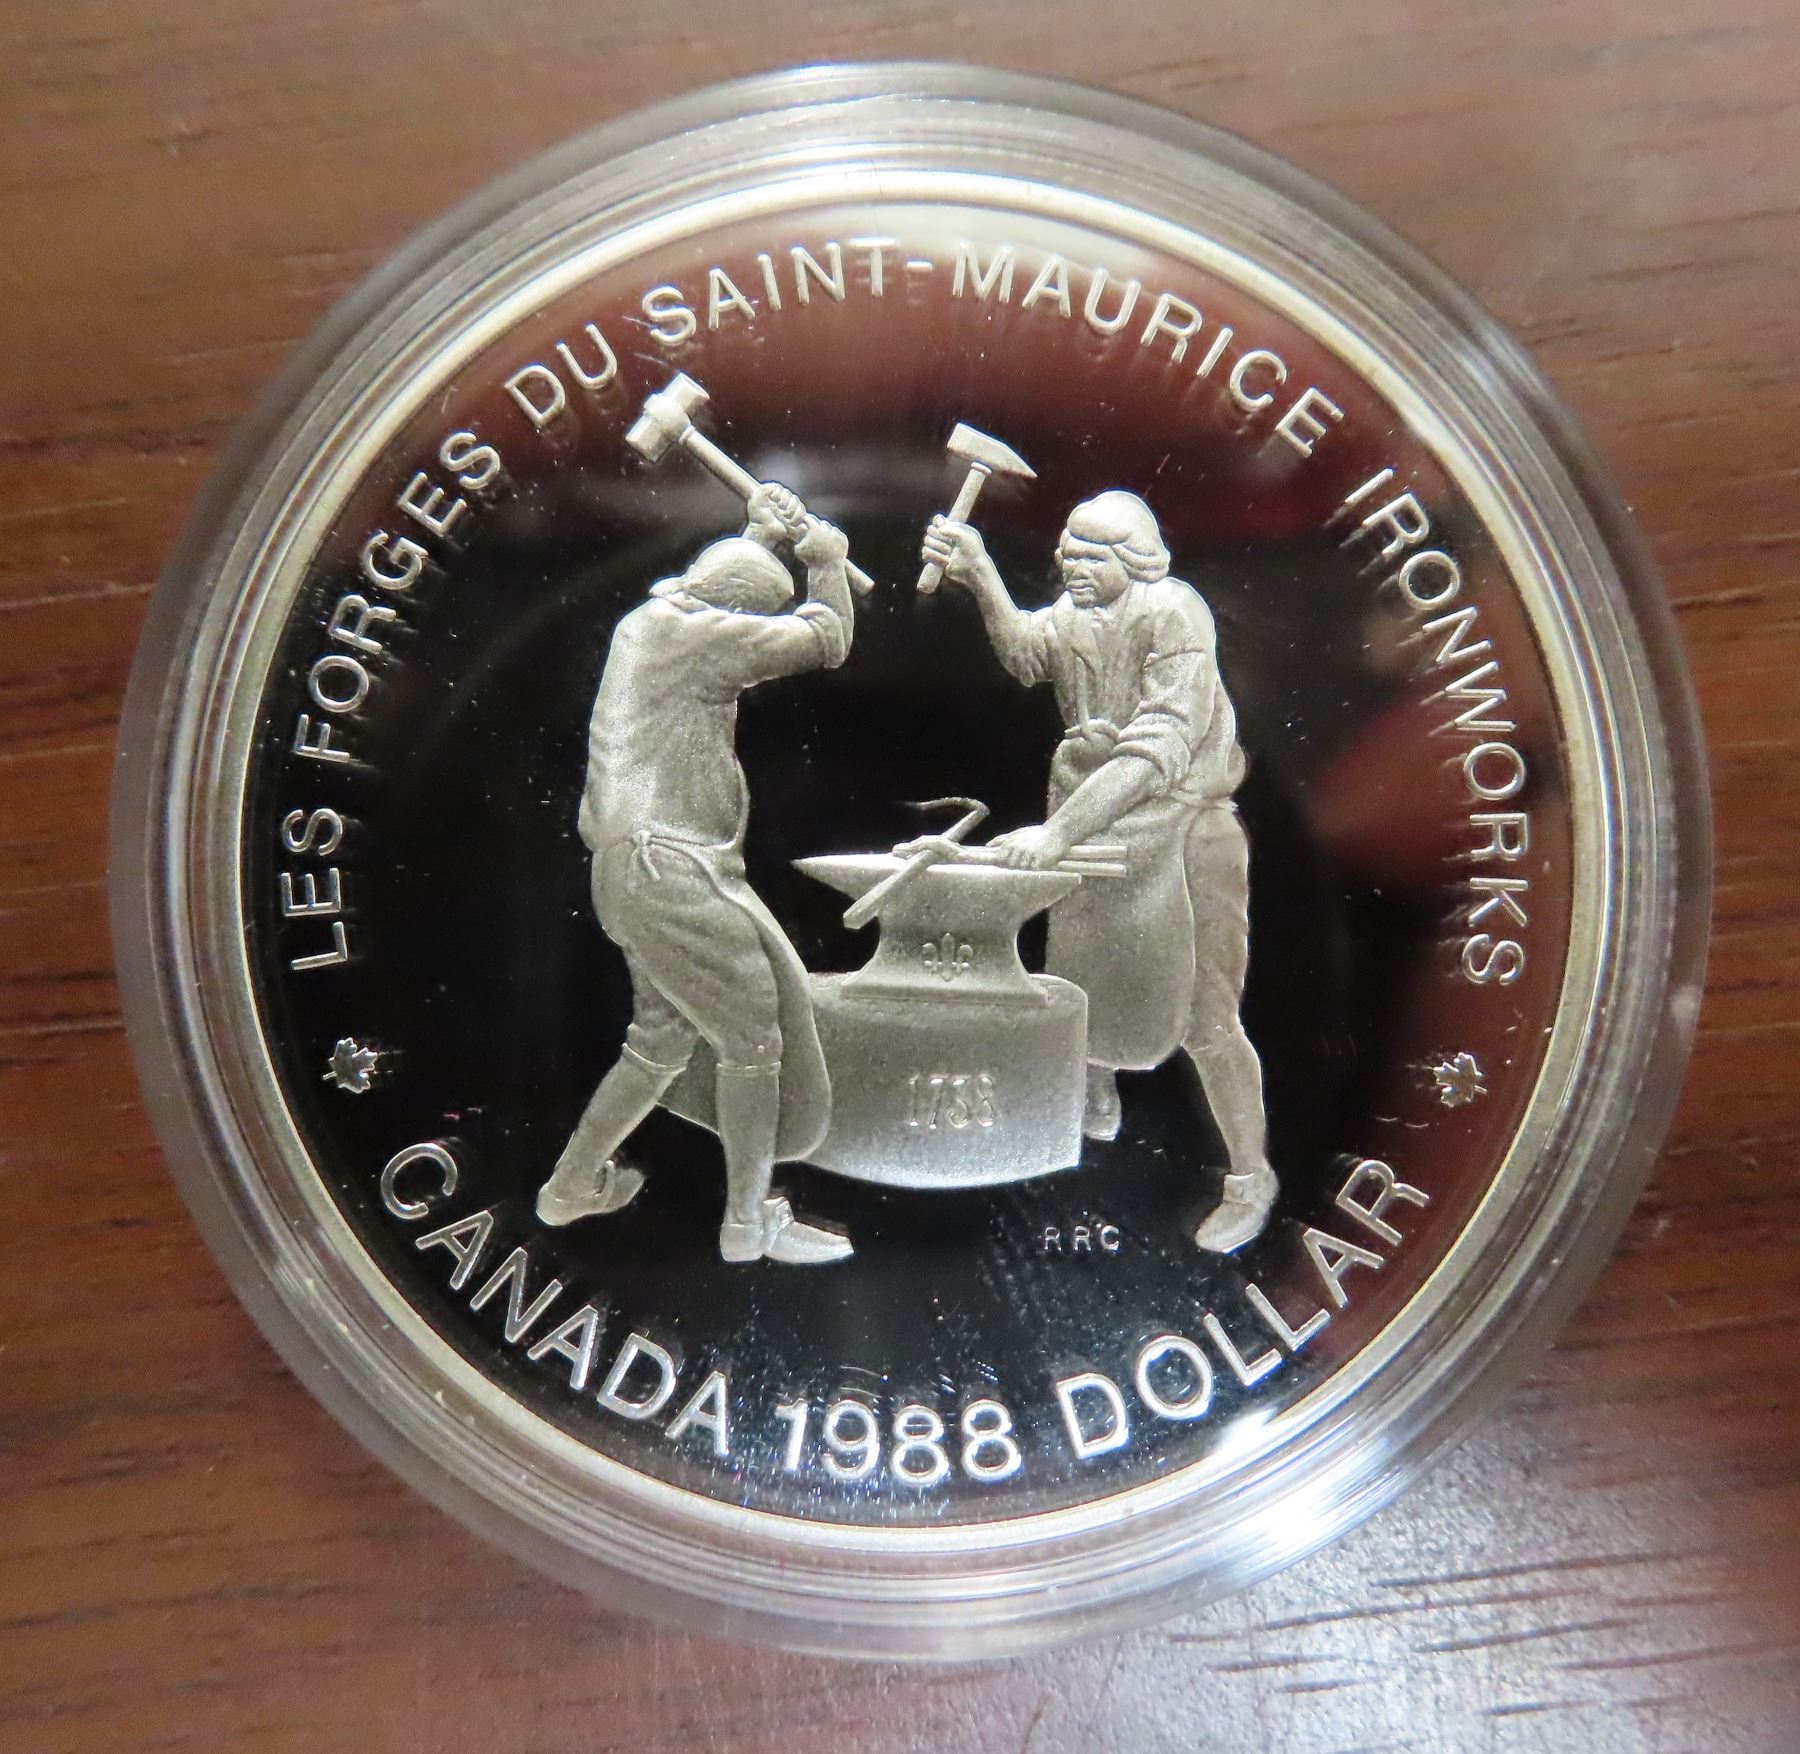 LES FORGES DU SAINT-MAURICE IRONWORKS
1738
RRC
CANADA 1988 DOLLAR